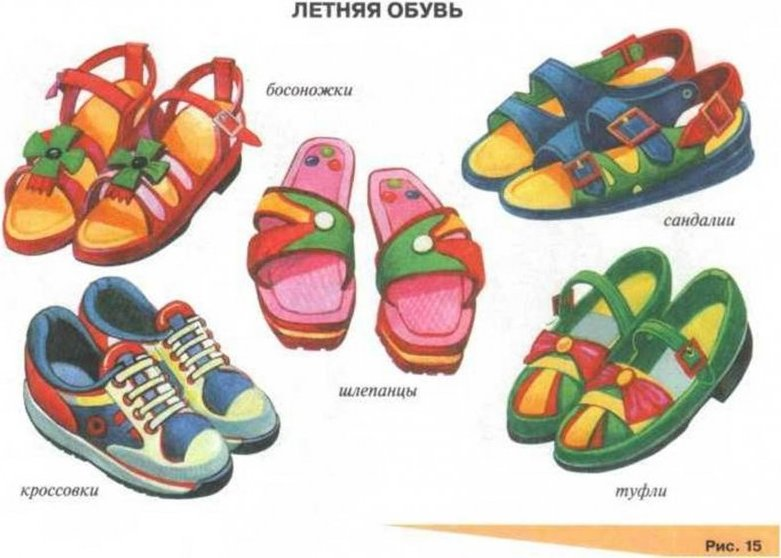 ЛЕТНЯЯ ОБУВЬ
босоножки
сандалии
шлепанцы
кроссовки
туфли
Рис. 15